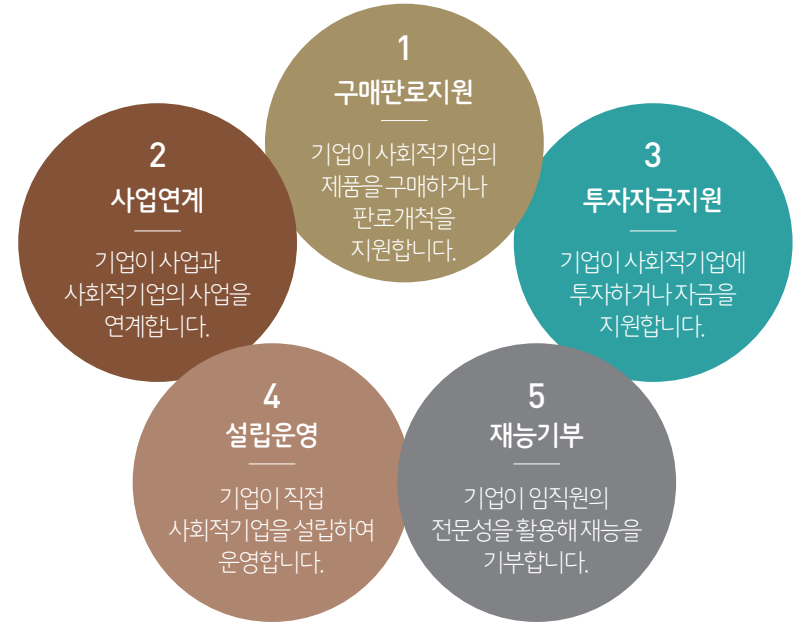 1
구매판로지원
기업이 사회적기업의
제품을 구매하거나
판로개척을
지원합니다.
2
사업연계
기업이 사업과
사회적기업의 사업을
연계합니다.
3
투자자금지원
기업이 사회적기업에
투자하거나 자금을
지원합니다.
4
설립운영
기업이 직접
사회적기업을 설립하여
운영합니다.
5
재능기부
기업이 임직원의
전문성을 활용해 재능을
기부합니다.